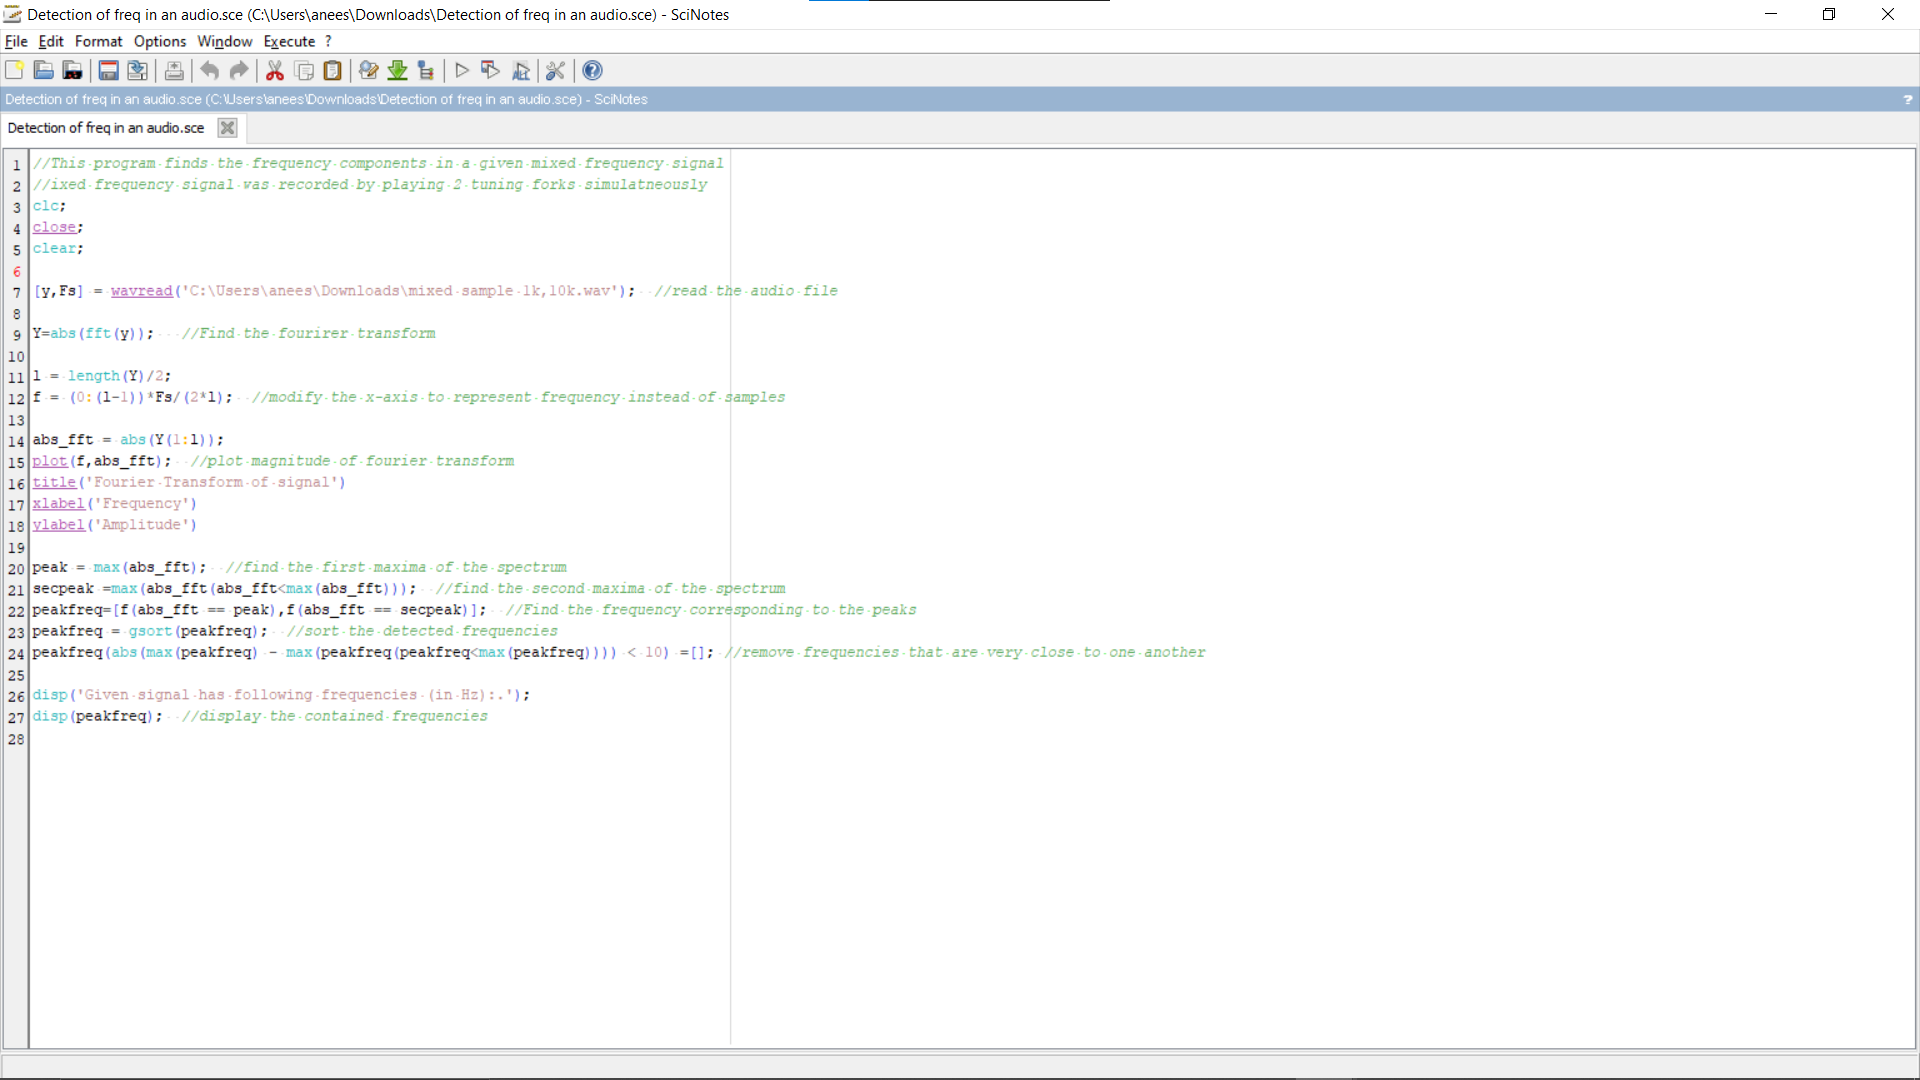 Detection of freq in an audio.sce (C:\Users\anees\Downloads\Detection of freq in an audio.sce) - SciNotes
File Edit Format Options Window Execute ?
Detection of freq in an audio.sce (C:\Users\anees\Downloads\Detection of freq in an audio.sce) - SciNotes ?
Detection of freq in an audio.sce
1 //This program finds the frequency components in a given mixed frequency signal
2 //ixed frequency signal was recorded by playing 2 tuning forks simulatneously
3 clc;
4 close;
5 clear;
6
7 [y,Fs] = wavread('C:\Users\anees\Downloads\mixed sample 1k,10k.wav');  //read the audio file
8
9 Y=abs(fft(y));   //Find the fourirer transform
10
11 l = length(Y)/2;
12 f = (0:(l-1))*Fs/(2*l);  //modify the x-axis to represent frequency instead of samples
13
14 abs_fft = abs(Y(1:l));
15 plot(f,abs_fft);  //plot magnitude of fourier transform
16 title('Fourier Transform of signal')
17 xlabel('Frequency')
18 ylabel('Amplitude')
19
20 peak = max(abs_fft);  //find the first maxima of the spectrum
21 secpeak =max(abs_fft(abs_fft<max(abs_fft)));  //find the second maxima of the spectrum
22 peakfreq=[f(abs_fft == peak),f(abs_fft == secpeak)];  //Find the frequency corresponding to the peaks
23 peakfreq = gsort(peakfreq);  //sort the detected frequencies
24 peakfreq(abs(max(peakfreq) - max(peakfreq(peakfreq<max(peakfreq)))) < 10) =[]; //remove frequencies that are very close to one another
25
26 disp('Given signal has following frequencies (in Hz):.');
27 disp(peakfreq);  //display the contained frequencies
28